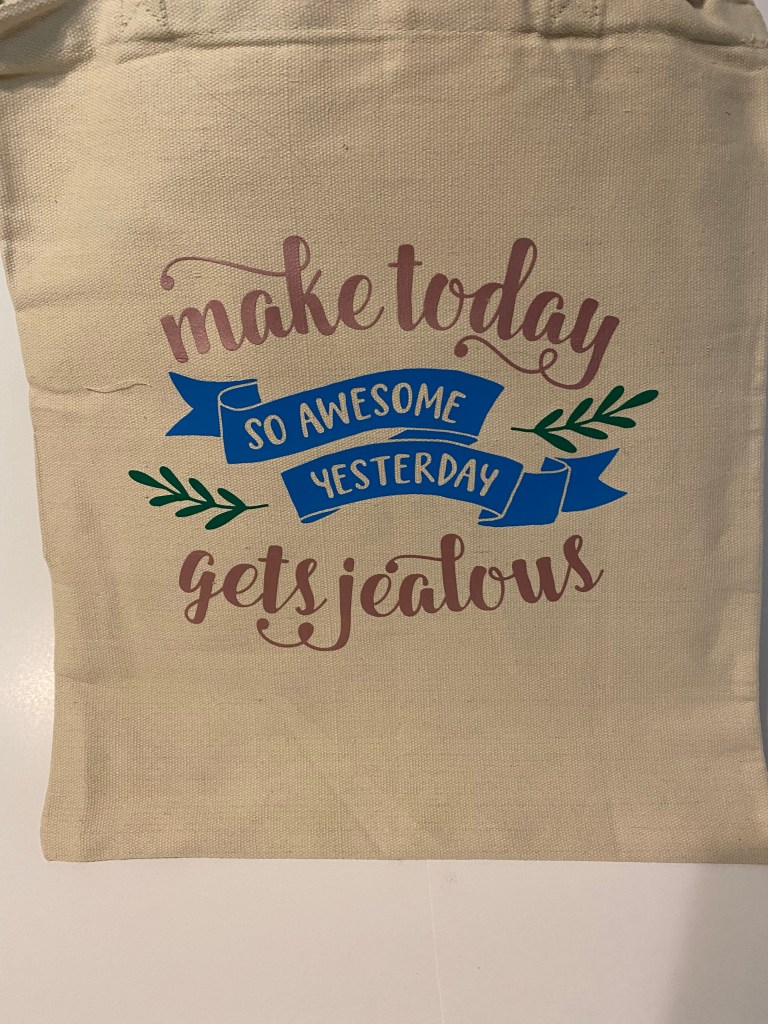 make today
SO AWESOME
YESTERDAY
gets jealous